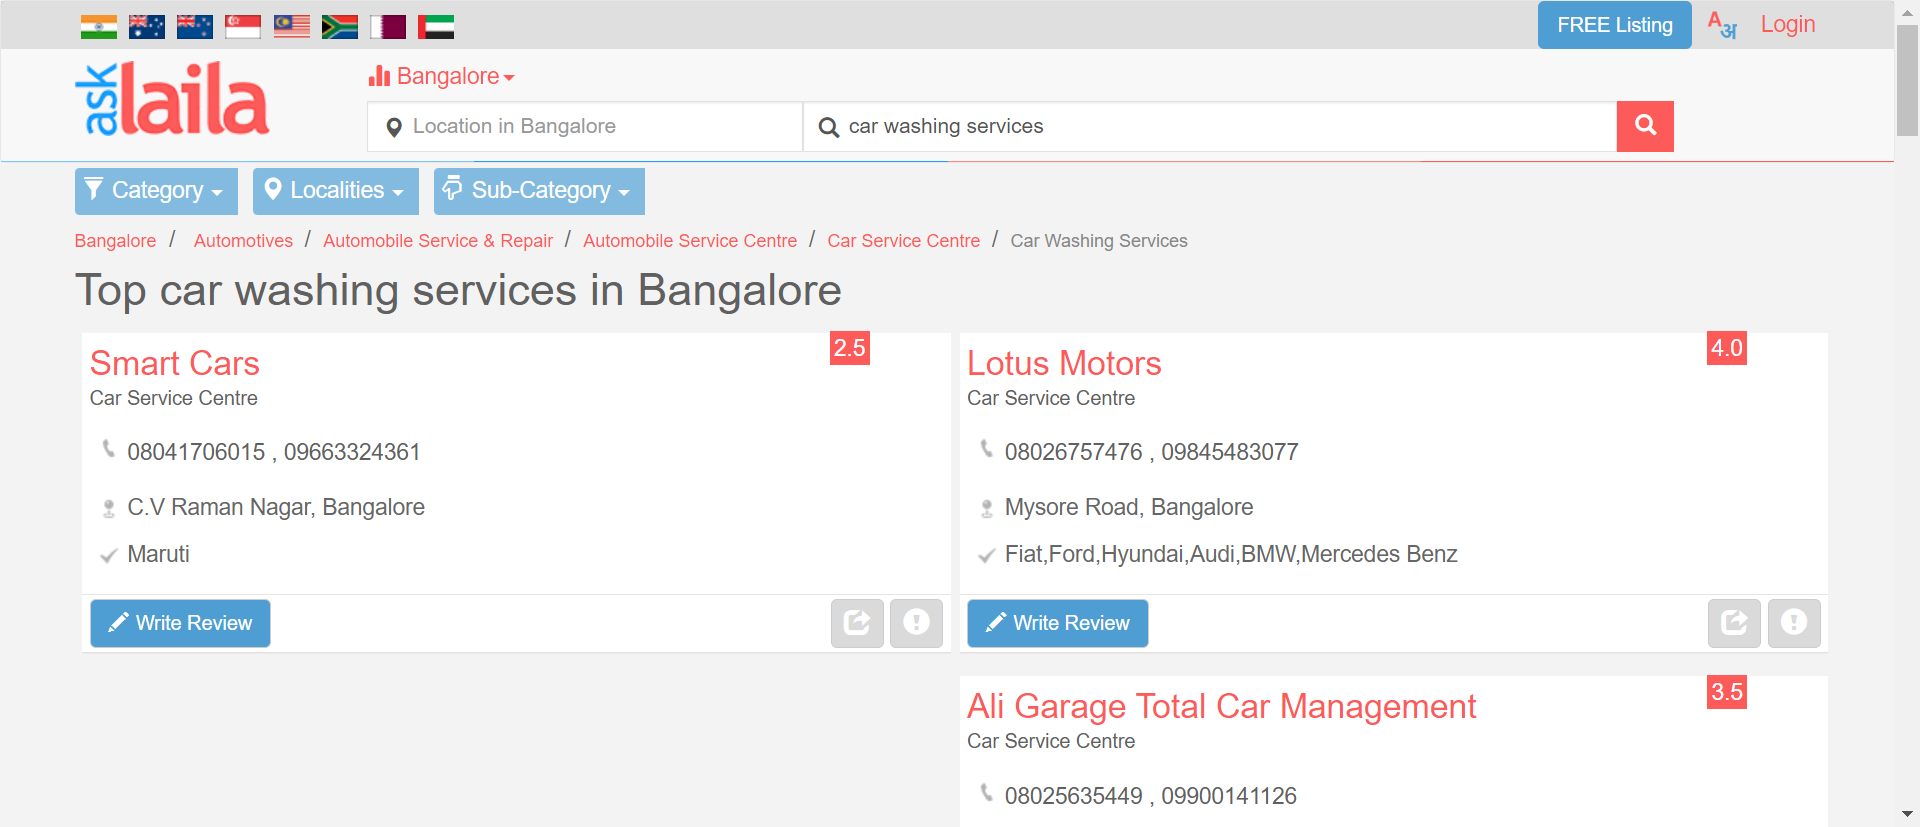 FREE Listing
Aअ
Login
ask laila
Bangalore
Location in Bangalore
car washing services
Category
Localities
Sub-Category
Bangalore / Automotives / Automobile Service & Repair / Automobile Service Centre / Car Service Centre / Car Washing Services
Top car washing services in Bangalore
Smart Cars
2.5
Car Service Centre
08041706015 , 09663324361
C.V Raman Nagar, Bangalore
Maruti
Write Review
Lotus Motors
4.0
Car Service Centre
08026757476 , 09845483077
Mysore Road, Bangalore
Fiat,Ford,Hyundai,Audi,BMW,Mercedes Benz
Write Review
Ali Garage Total Car Management
3.5
Car Service Centre
08025635449 , 09900141126